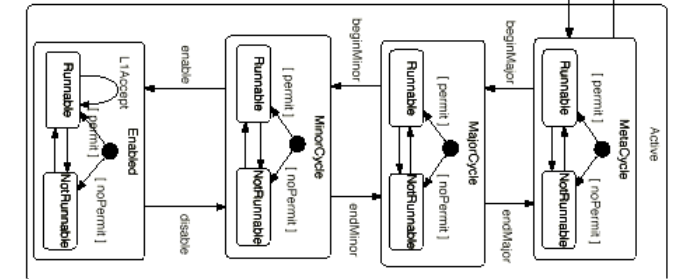 Active
MetaCycle
[ permit ]
[ noPermit ]
Runnable
NotRunnable
beginMajor
endMajor
MajorCycle
[ permit ]
[ noPermit ]
Runnable
NotRunnable
beginMinor
endMinor
MinorCycle
[ permit ]
[ noPermit ]
Runnable
NotRunnable
enable
disable
Enabled
L1Accept
[ permit ]
[ noPermit ]
Runnable
NotRunnable